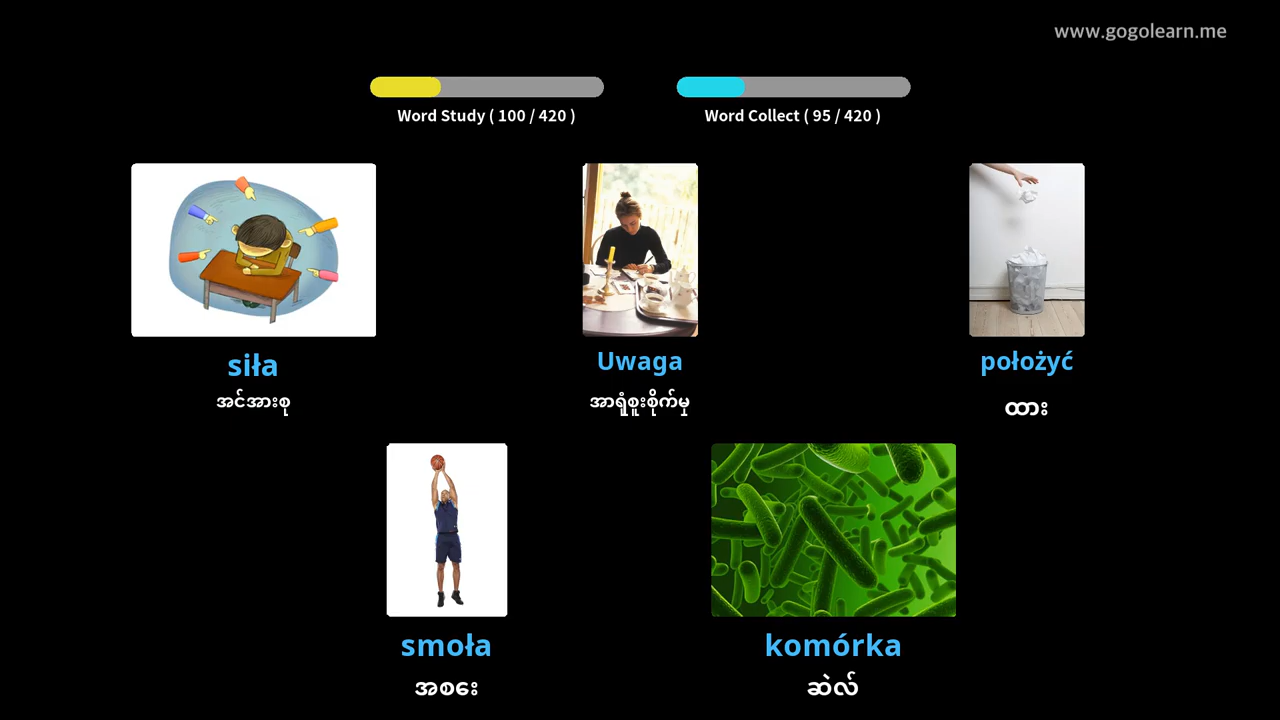 www.gogolearn.me
Word Study ( 100 / 420 )
Word Collect ( 95 / 420 )
siła
အင်အားစု
Uwaga
အာရုံစူးစိုက်မှု
położyć
ထား
smoła
အစေး
komórka
ဆဲလ်